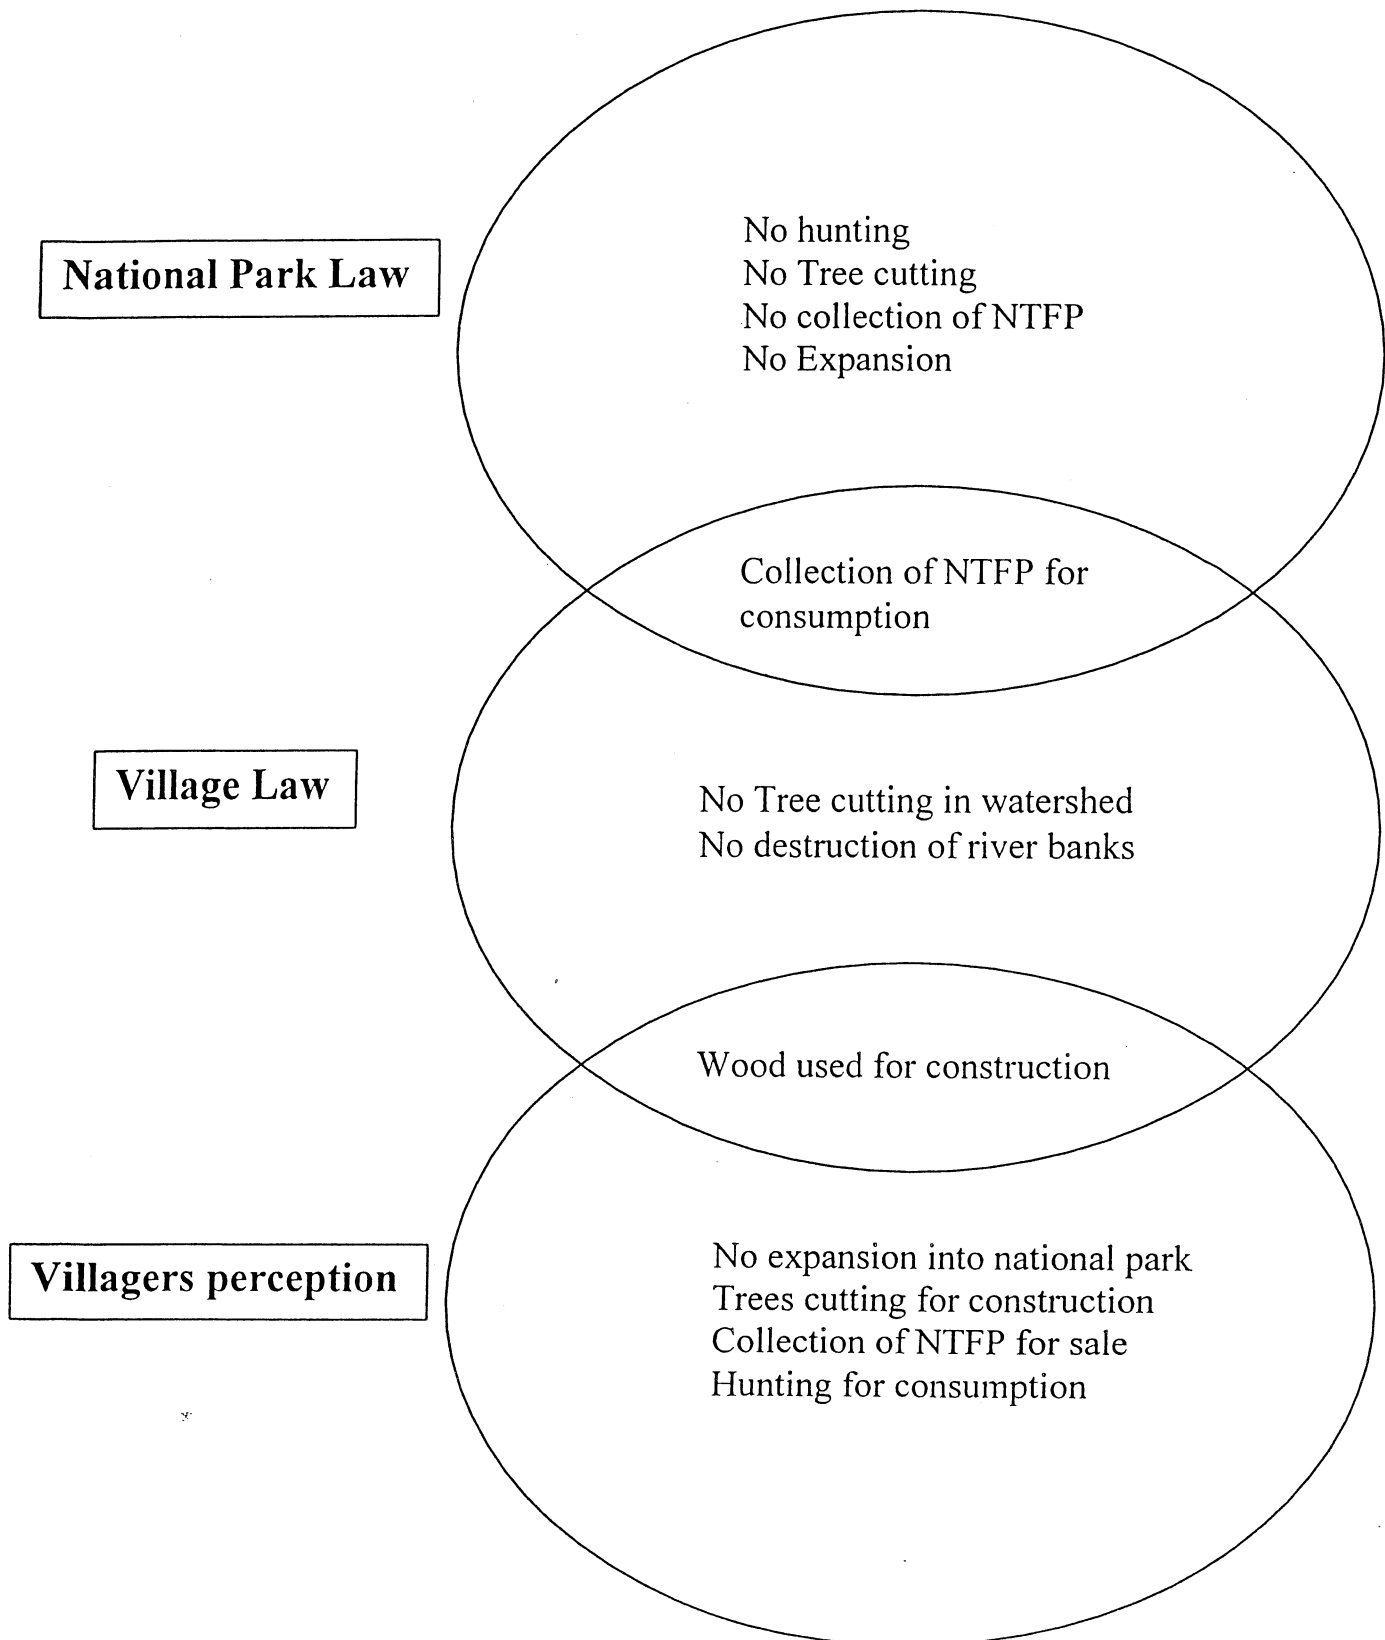 National Park Law
No hunting
No Tree cutting
No collection of NTFP
No Expansion
Collection of NTFP for
consumption
Village Law
No Tree cutting in watershed
No destruction of river banks
Wood used for construction
Villagers perception
No expansion into national park
Trees cutting for construction
Collection of NTFP for sale
Hunting for consumption